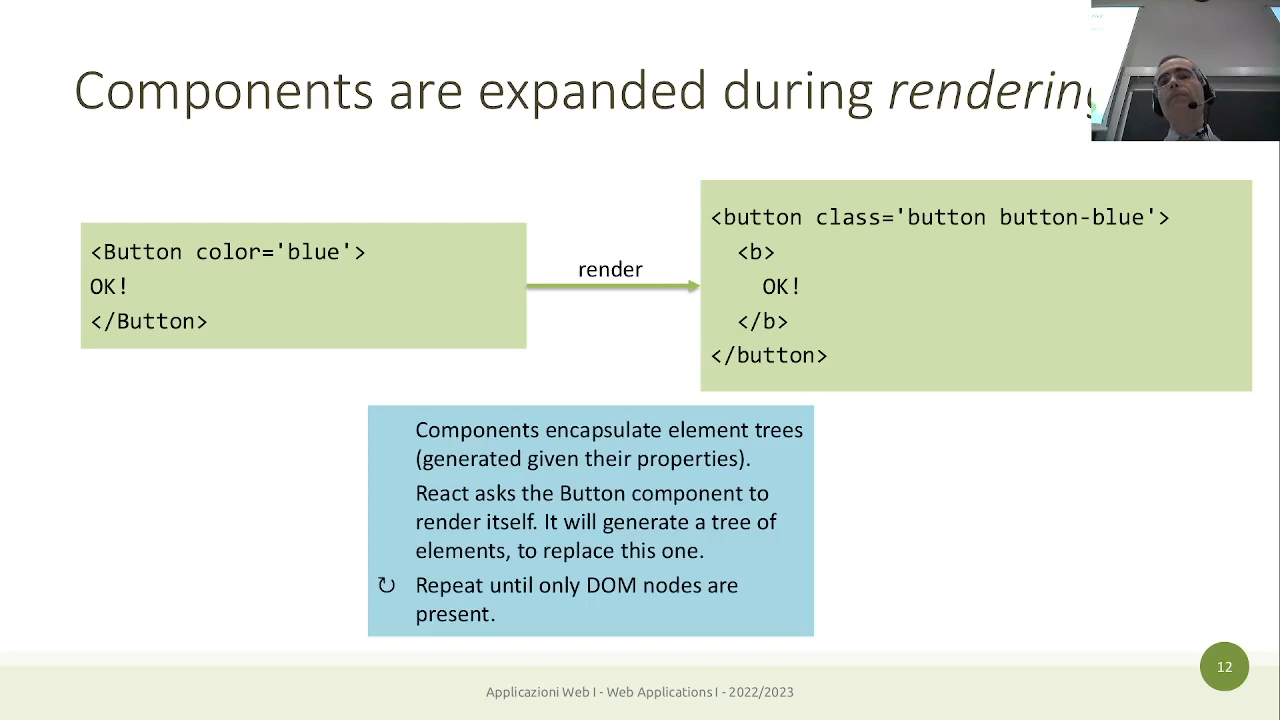 Components are expanded during rendering
<Button color='blue'>
OK!
</Button>
render
<button class='button button-blue'>
<b>
OK!
</b>
</button>
Components encapsulate element trees
(generated given their properties).
React asks the Button component to
render itself. It will generate a tree of
elements, to replace this one.
↻ Repeat until only DOM nodes are
present.
12
Applicazioni Web I - Web Applications I - 2022/2023